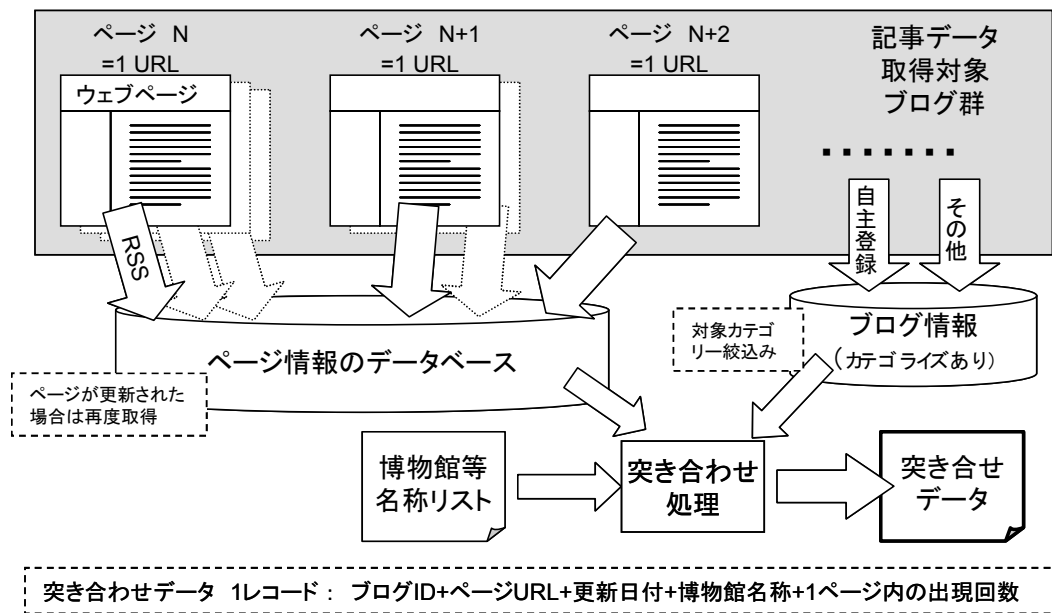 ページ N
=1 URL
ページ N+1
=1 URL
ページ N+2
=1 URL
記事データ
取得対象
ブログ群
・・・・・・・
ウェブページ
RSS
自主登録
その他
ページ情報のデータベース
ページが更新された
場合は再度取得
対象カテゴ
リー絞込み
ブログ情報
(カテゴライズあり)
博物館等
名称リスト
突き合わせ
処理
突き合せ
データ
突き合わせデータ 1レコード : ブログID+ページURL+更新日付+博物館名称+1ページ内の出現回数